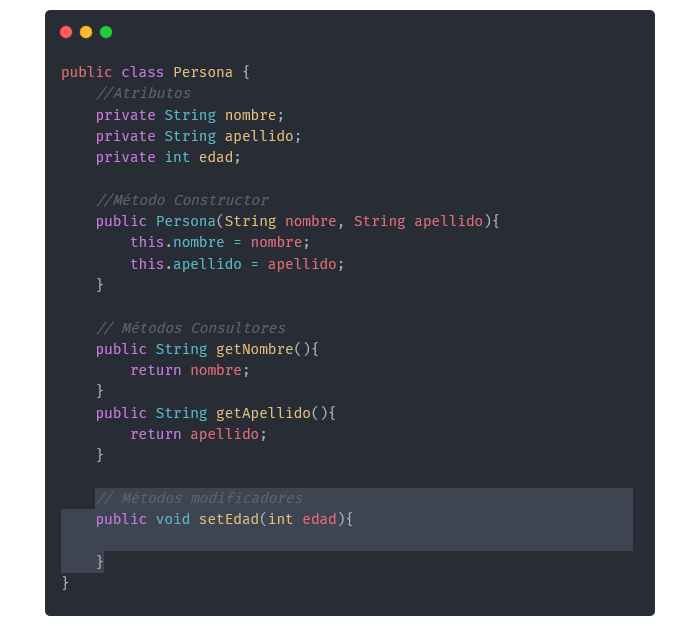 public class Persona {
    //Atributos
    private String nombre;
    private String apellido;
    private int edad;

    //Método Constructor
    public Persona(String nombre, String apellido){
        this.nombre = nombre;
        this.apellido = apellido;
    }

    // Métodos Consultores
    public String getNombre(){
        return nombre;
    }
    public String getApellido(){
        return apellido;
    }

    // Métodos modificadores
    public void setEdad(int edad){

    }
}